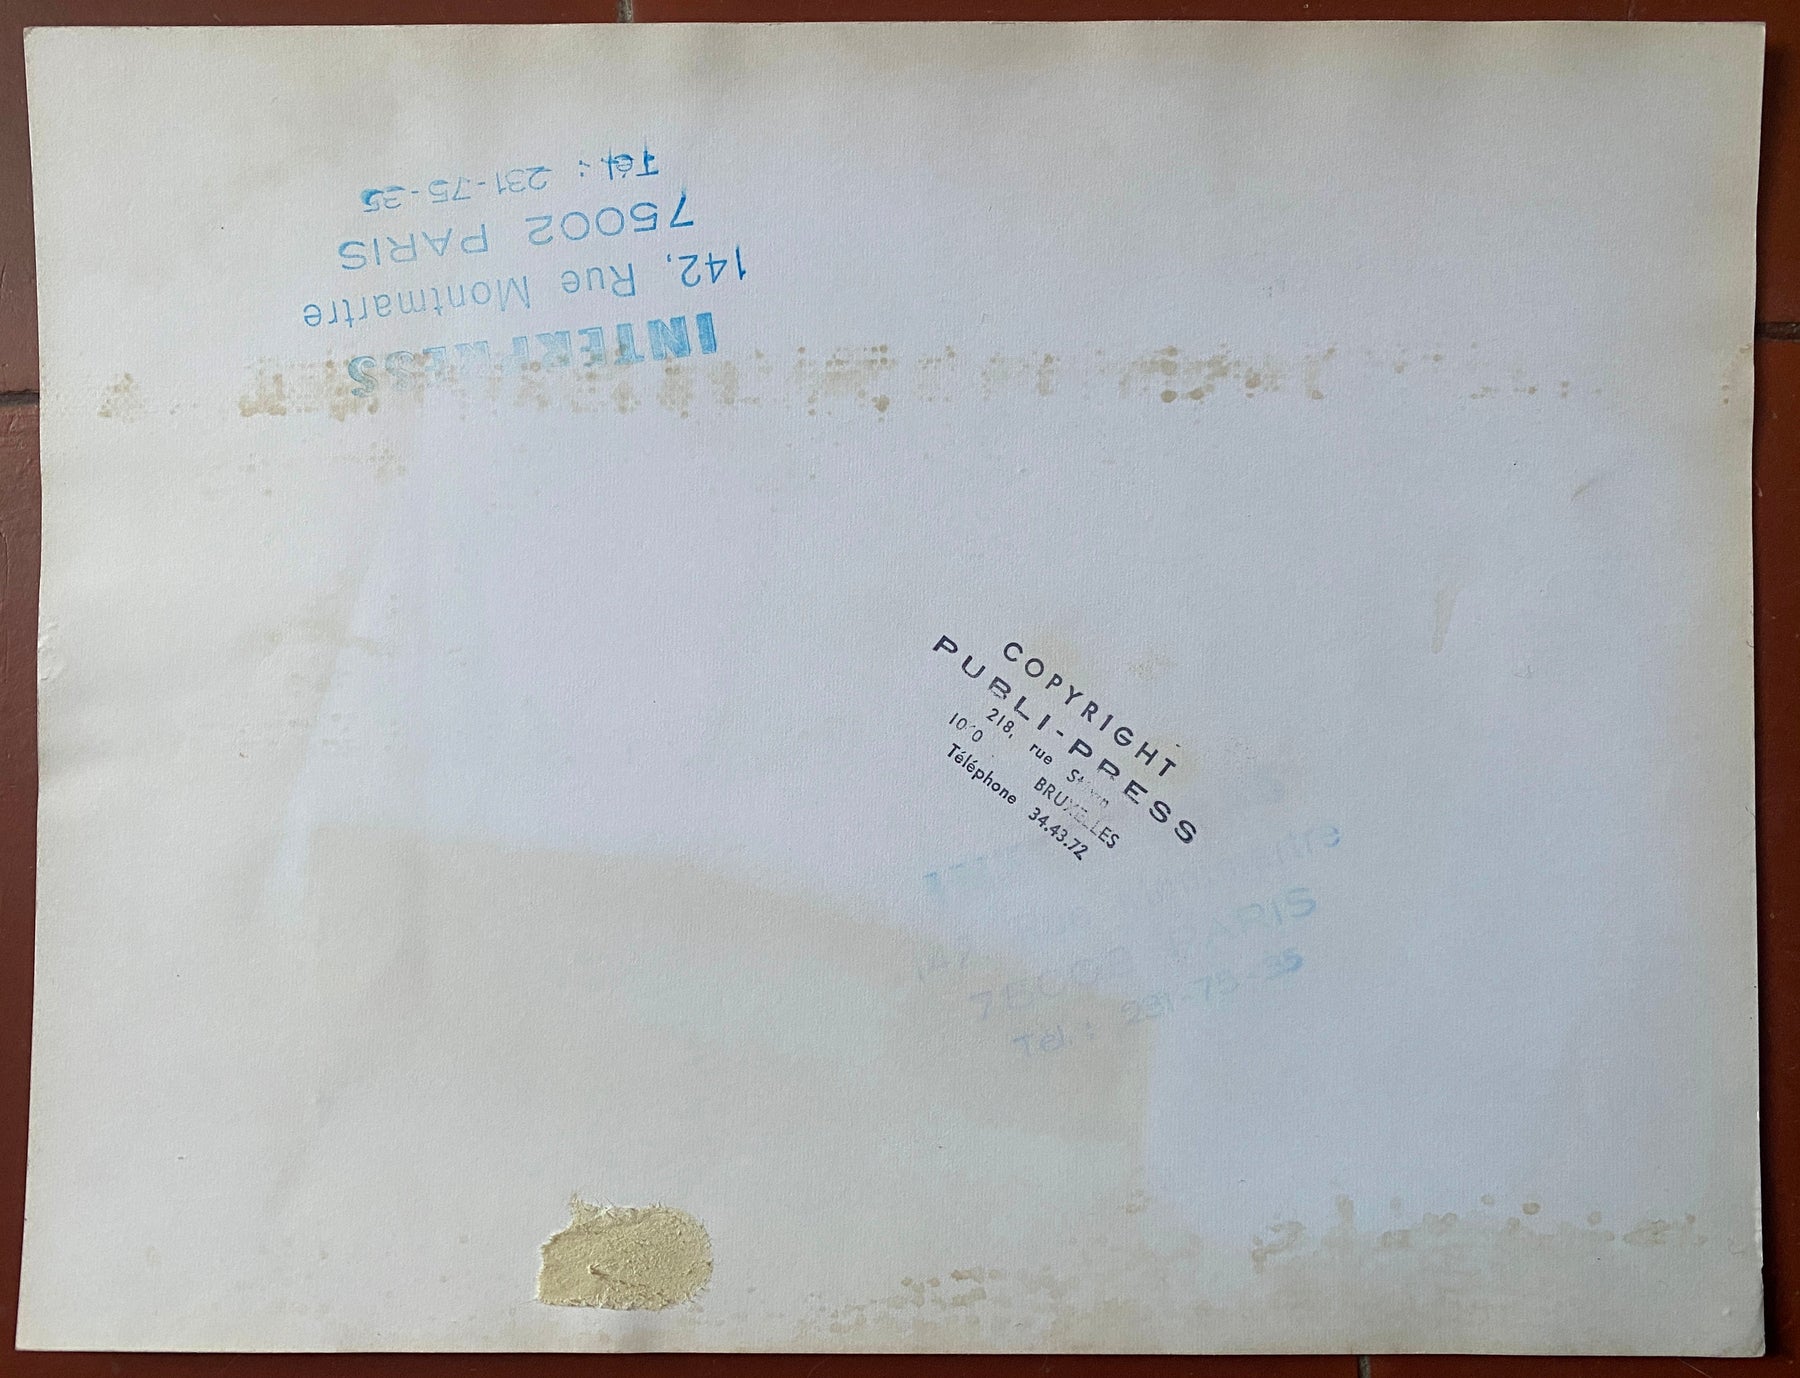 INTERPRESS
142, Rue Montmartre
75002 PARIS
Tél. : 231-75-35
COPYRIGHT
PUBLI-PRESS
218, rue
BRUXELLES
Téléphone 34.43.72
75002 PARIS
Tél. : 231-75-35